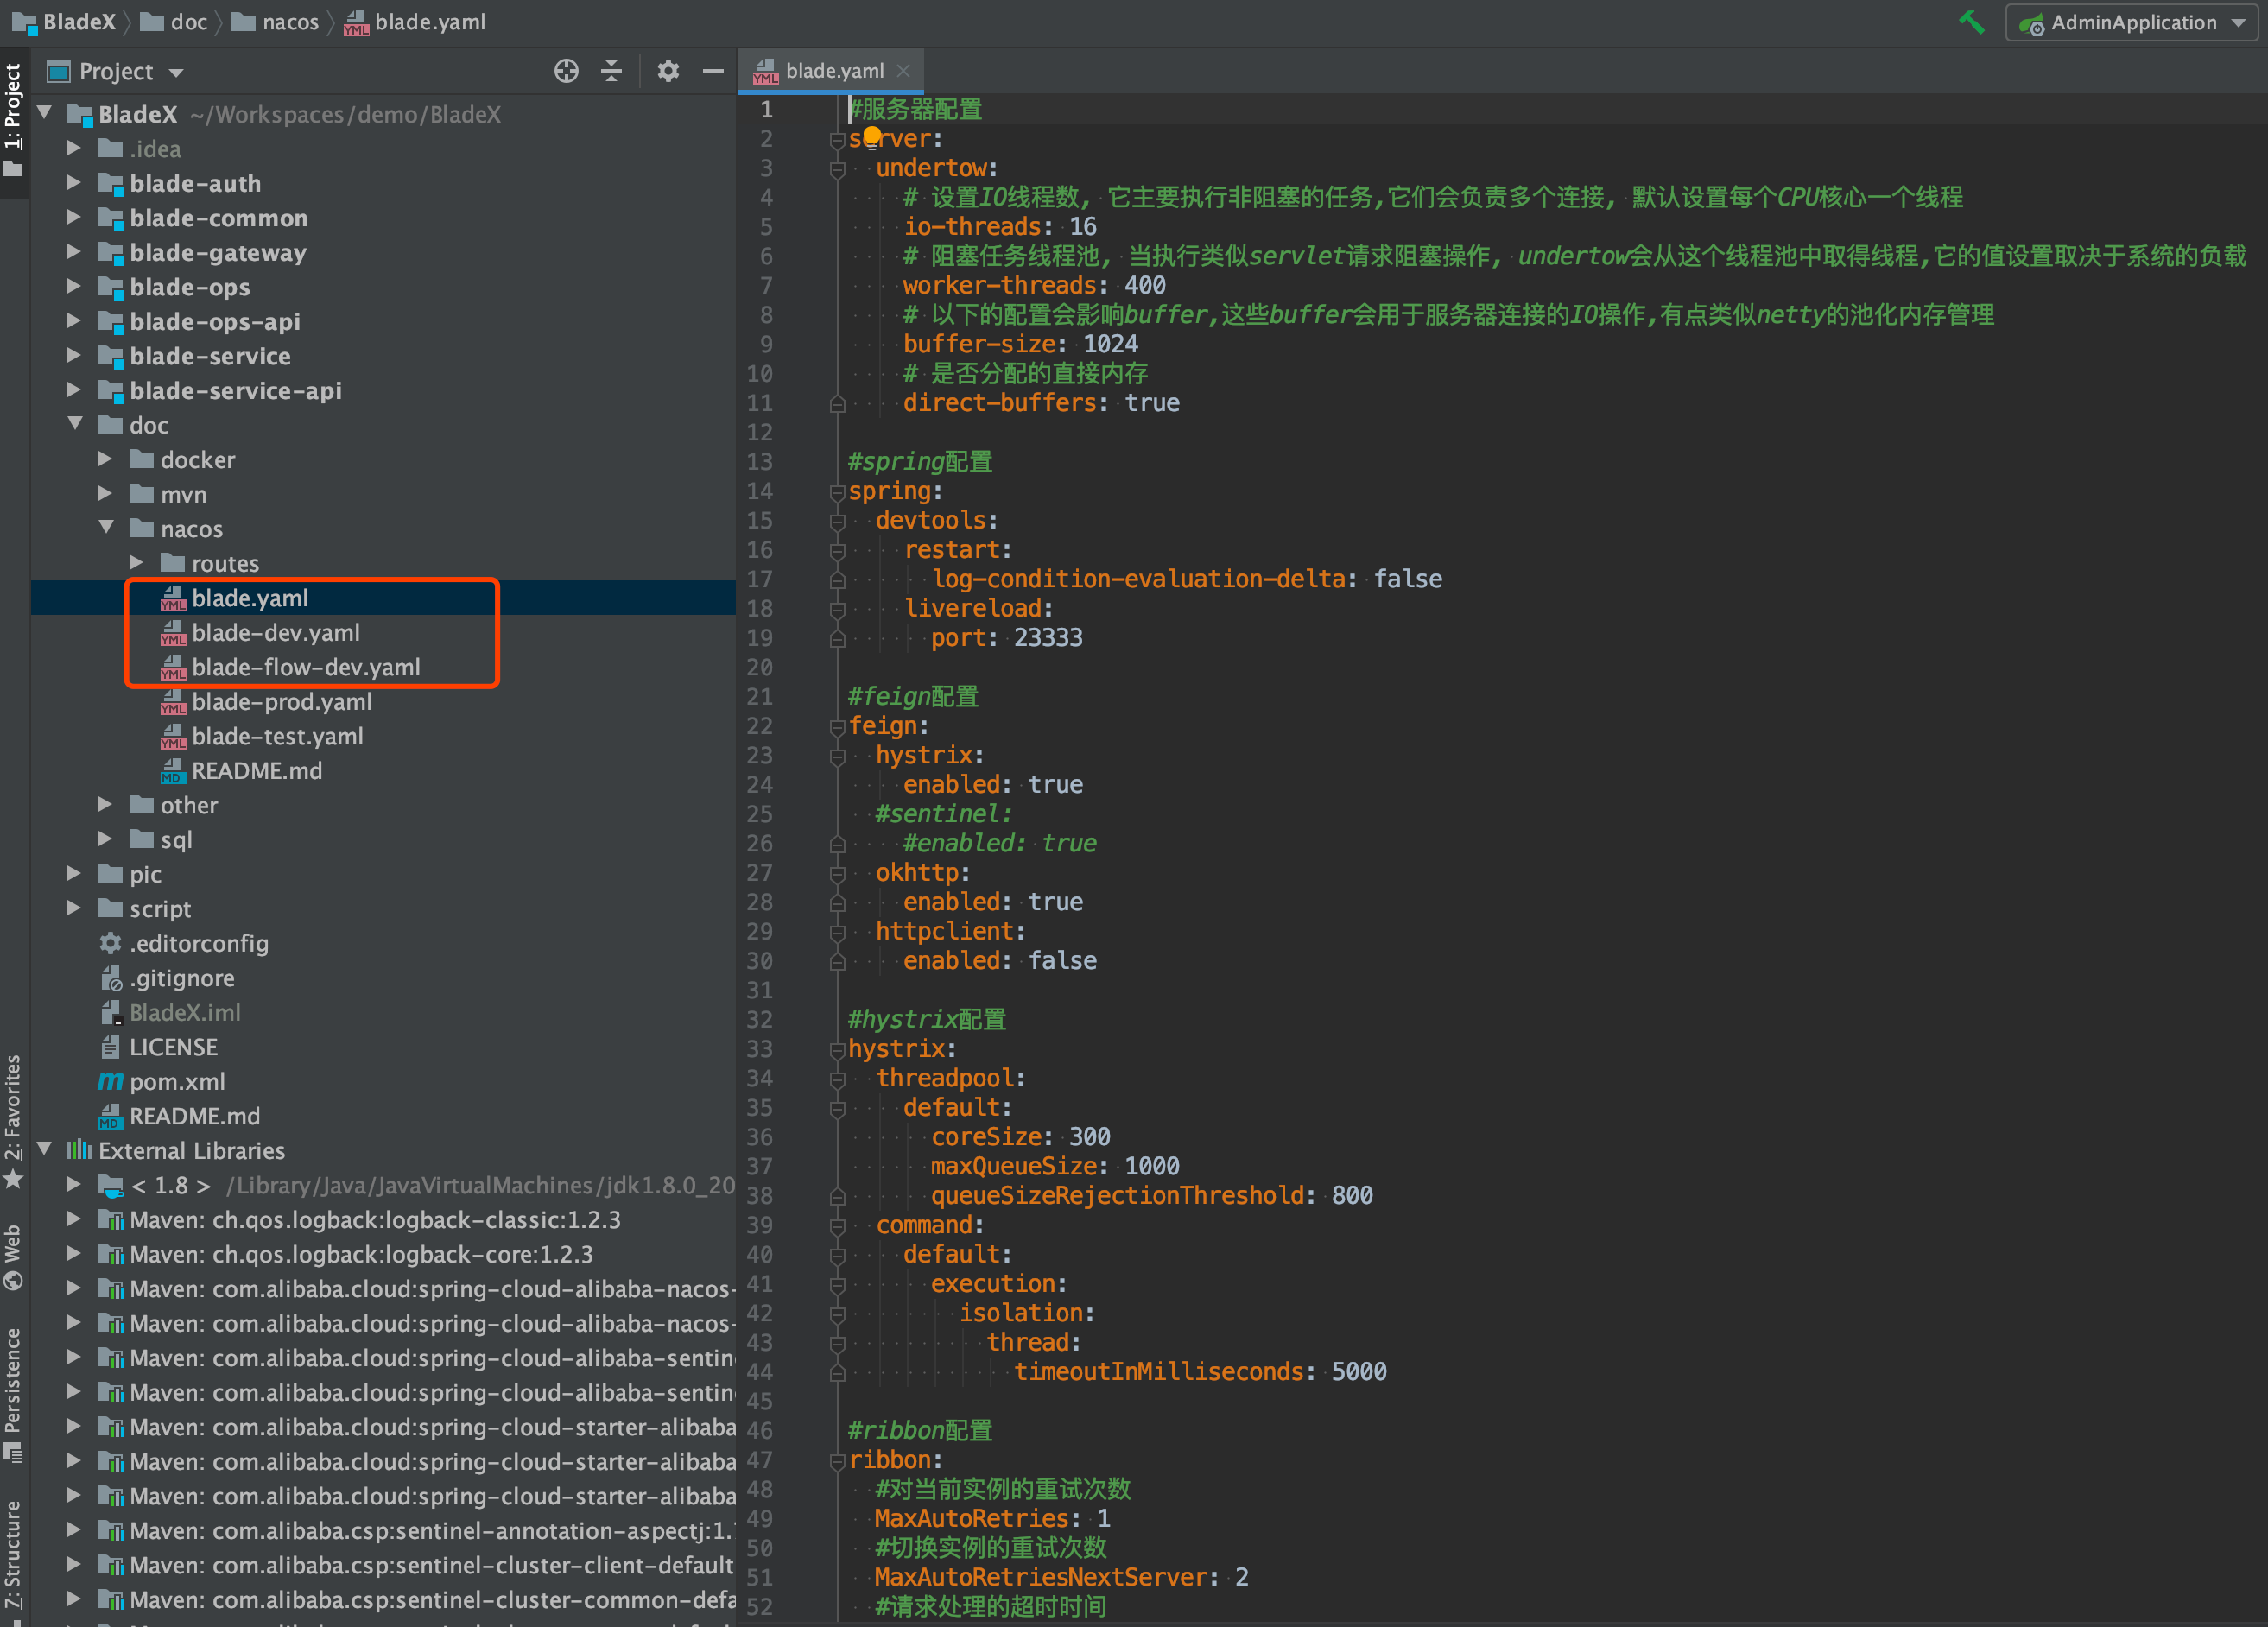 BladeX doc nacos blade.yaml
AdminApplication
1: Project
Project
blade.yaml
BladeX ~/Workspaces/demo/BladeX
.idea
blade-auth
blade-common
blade-gateway
blade-ops
blade-ops-api
blade-service
blade-service-api
doc
docker
mvn
nacos
routes
blade.yaml
blade-dev.yaml
blade-flow-dev.yaml
blade-prod.yaml
blade-test.yaml
README.md
other
sql
pic
script
.editorconfig
.gitignore
BladeX.iml
LICENSE
pom.xml
README.md
External Libraries
< 1.8 > /Library/Java/JavaVirtualMachines/jdk1.8.0_20
Maven: ch.qos.logback:logback-classic:1.2.3
Maven: ch.qos.logback:logback-core:1.2.3
Maven: com.alibaba.cloud:spring-cloud-alibaba-nacos-
Maven: com.alibaba.cloud:spring-cloud-alibaba-nacos-
Maven: com.alibaba.cloud:spring-cloud-alibaba-sentin
Maven: com.alibaba.cloud:spring-cloud-alibaba-sentin
Maven: com.alibaba.cloud:spring-cloud-starter-alibaba
Maven: com.alibaba.cloud:spring-cloud-starter-alibaba
Maven: com.alibaba.cloud:spring-cloud-starter-alibaba
Maven: com.alibaba.csp:sentinel-annotation-aspectj:1.
Maven: com.alibaba.csp:sentinel-cluster-client-default
Maven: com.alibaba.csp:sentinel-cluster-common-defa
2: Favorites
Web
Persistence
Z: Structure
1 #服务器配置
2 server:
3 undertow:
4 # 设置IO线程数, 它主要执行非阻塞的任务,它们会负责多个连接, 默认设置每个CPU核心一个线程
5 io-threads: 16
6 # 阻塞任务线程池, 当执行类似servlet请求阻塞操作, undertow会从这个线程池中取得线程,它的值设置取决于系统的负载
7 worker-threads: 400
8 # 以下的配置会影响buffer,这些buffer会用于服务器连接的IO操作,有点类似netty的池化内存管理
9 buffer-size: 1024
10 # 是否分配的直接内存
11 direct-buffers: true
12
13 #spring配置
14 spring:
15 devtools:
16 restart:
17 log-condition-evaluation-delta: false
18 livereload:
19 port: 23333
20
21 #feign配置
22 feign:
23 hystrix:
24 enabled: true
25 #sentinel:
26 #enabled: true
27 okhttp:
28 enabled: true
29 httpclient:
30 enabled: false
31
32 #hystrix配置
33 hystrix:
34 threadpool:
35 default:
36 coreSize: 300
37 maxQueueSize: 1000
38 queueSizeRejectionThreshold: 800
39 command:
40 default:
41 execution:
42 isolation:
43 thread:
44 timeoutInMilliseconds: 5000
45
46 #ribbon配置
47 ribbon:
48 #对当前实例的重试次数
49 MaxAutoRetries: 1
50 #切换实例的重试次数
51 MaxAutoRetriesNextServer: 2
52 #请求处理的超时时间